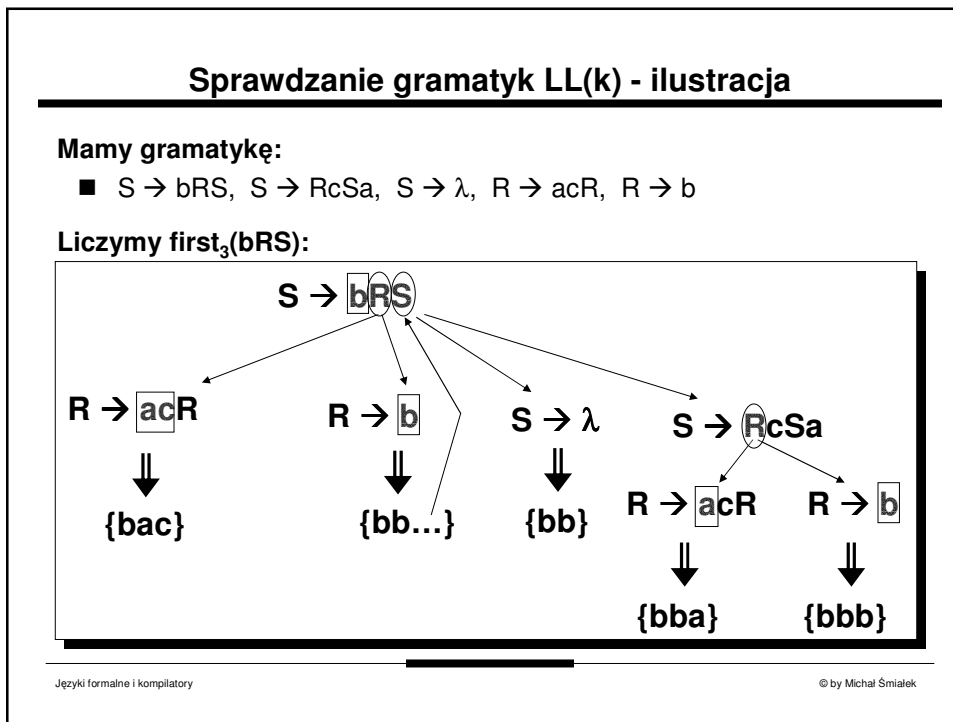 Sprawdzanie gramatyk LL(k) - ilustracja
Mamy gramatykę:
■ S → bRS, S → RcSa, S → λ, R → acR, R → b
Liczymy first₃(bRS):
S → bRS
R → acR
R → b
S → λ
S → RcSa
{bac}
{bb...}
{bb}
R → acR
R → b
{bba}
{bbb}
Języki formalne i kompilatory
© by Michał Śmiałek